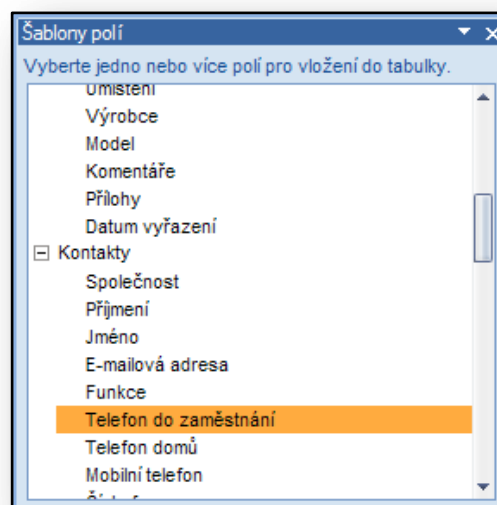 Šablony polí
Vyberte jedno nebo více polí pro vložení do tabulky.
Umístění
Výrobce
Model
Komentáře
Přílohy
Datum vyřazení
Kontakty
Společnost
Příjmení
Jméno
E-mailová adresa
Funkce
Telefon do zaměstnání
Telefon domů
Mobilní telefon